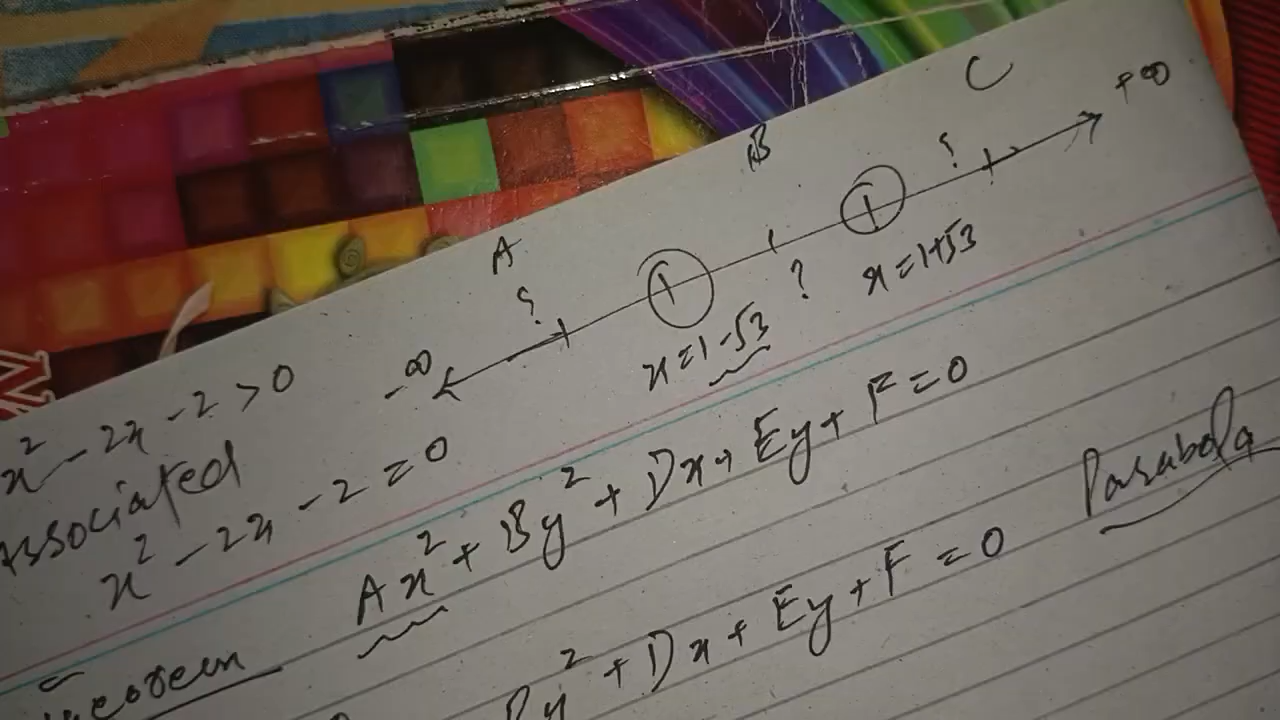 A B C
? ? ?
-∞ +∞
x = 1-√3
x = 1+√3
x² - 2x - 2 > 0
Associated
x² - 2x - 2 = 0
Ax² + By² + Dx + Ey + F = 0
Parabola
By² + Dx + Ey + F = 0